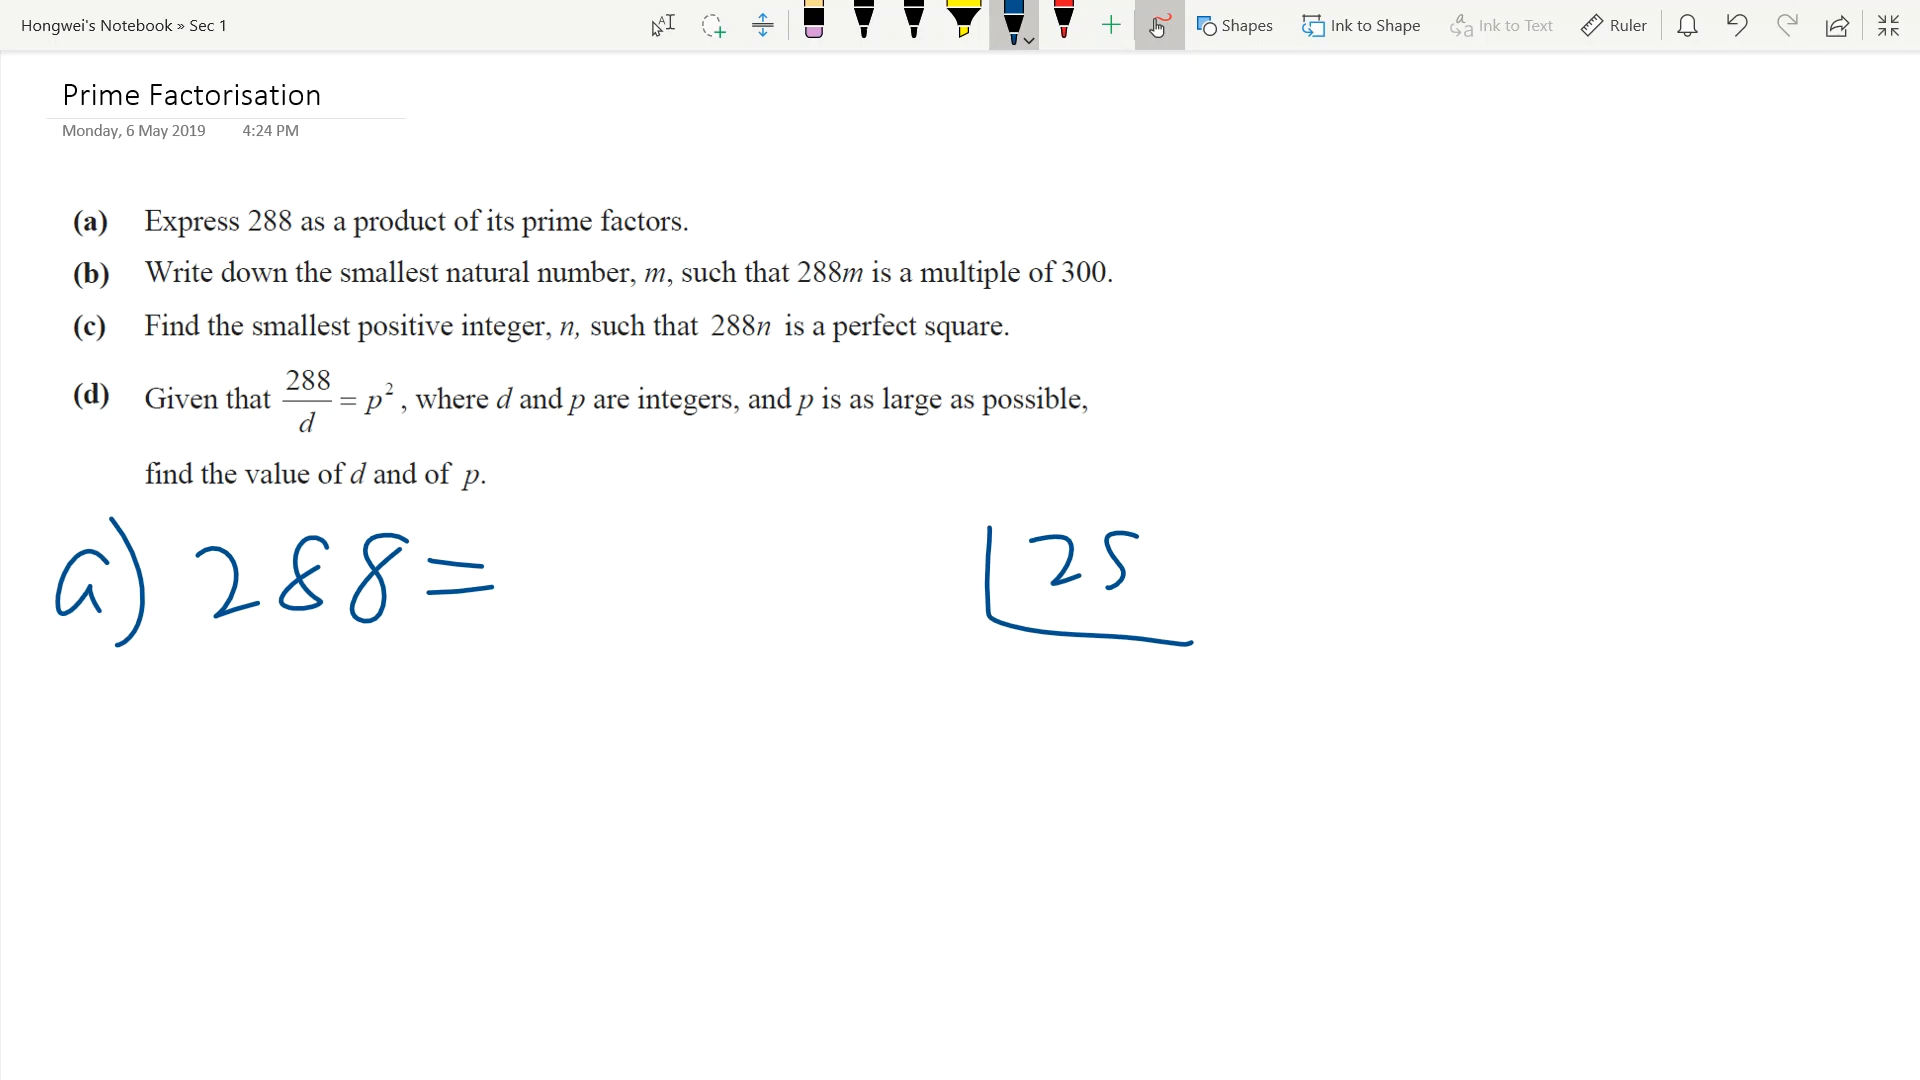 Hongwei's Notebook » Sec 1
Shapes Ink to Shape Ink to Text Ruler
Prime Factorisation
Monday, 6 May 2019 4:24 PM
(a) Express 288 as a product of its prime factors.
(b) Write down the smallest natural number, m, such that 288m is a multiple of 300.
(c) Find the smallest positive integer, n, such that 288n is a perfect square.
(d) Given that 288/d = p², where d and p are integers, and p is as large as possible,
find the value of d and of p.
a) 288= 25